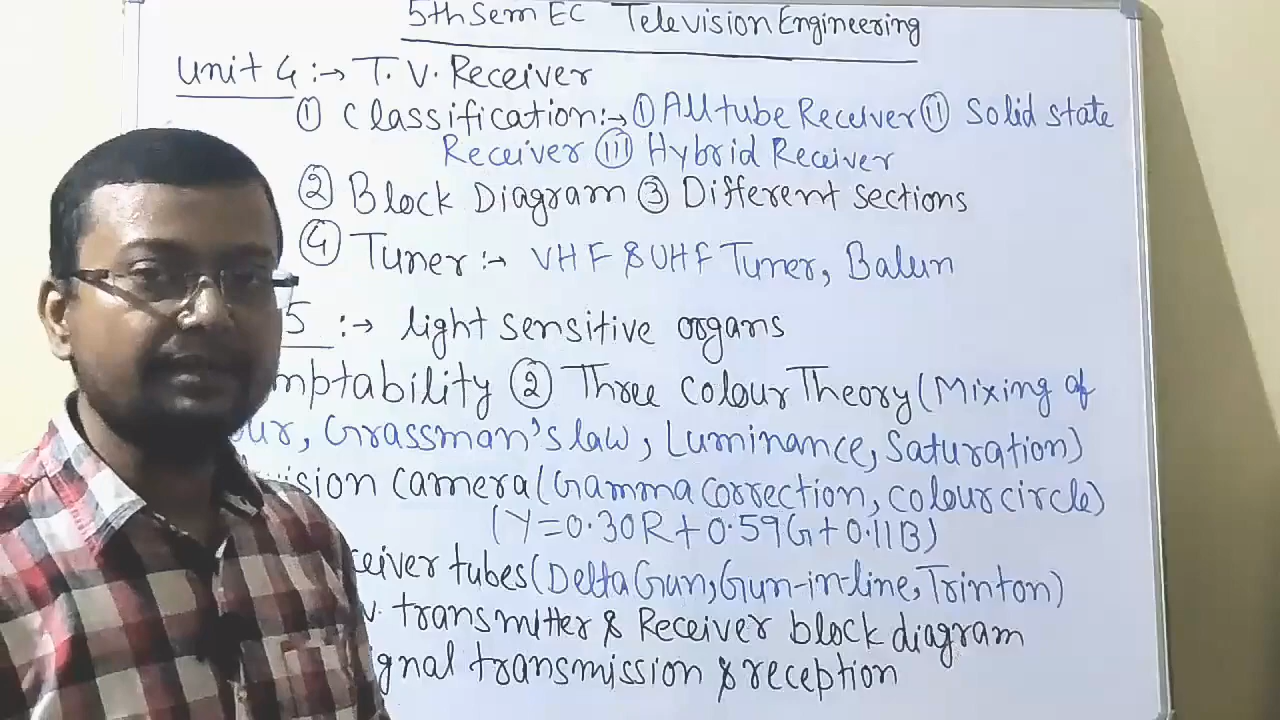 5th Sem EC Television Engineering
Unit 4 :→ T.V. Receiver
① Classification:→ ① All tube Receiver ⑪ Solid state
Receiver ⑪I Hybrid Receiver
② Block Diagram ③ Different sections
④ Tuner :→ VHF & UHF Tuner, Balun
5 :→ light sensitive organs
mptability ② Three colour Theory (Mixing of
ur, Grassman's law, Luminance, Saturation)
ision camera (Gamma correction, colour circle)
(Y=0.30R+0.59G+0.11B)
ceiver tubes (Delta Gun, Gun-in-line, Trinton)
v. transmitter & Receiver block diagram
gnal transmission & reception